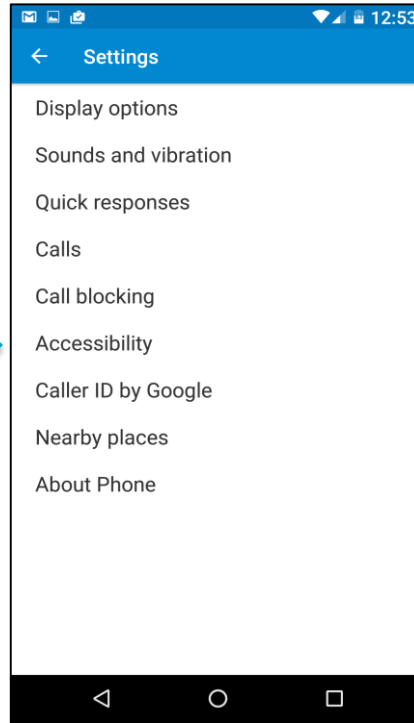 12:53
Settings
Display options
Sounds and vibration
Quick responses
Calls
Call blocking
Accessibility
Caller ID by Google
Nearby places
About Phone